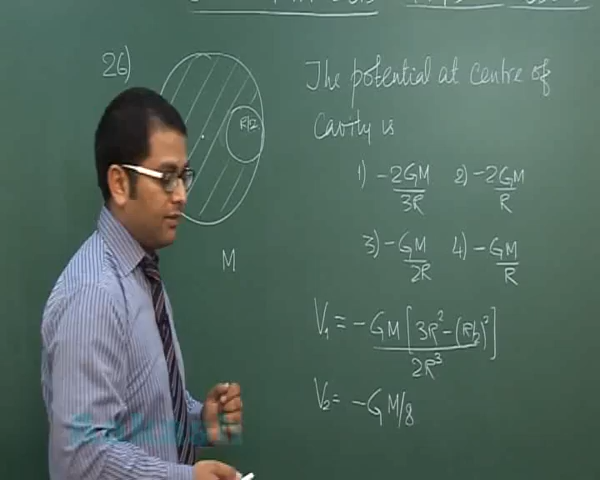 26)
R/2
M
The potential at centre of
cavity is
1) -2GM/3R 2) -2GM/R
3) -GM/2R 4) -GM/R
V₁ = -GM[3R² - (R/2)²]/2R³
V₂ = -GM/8